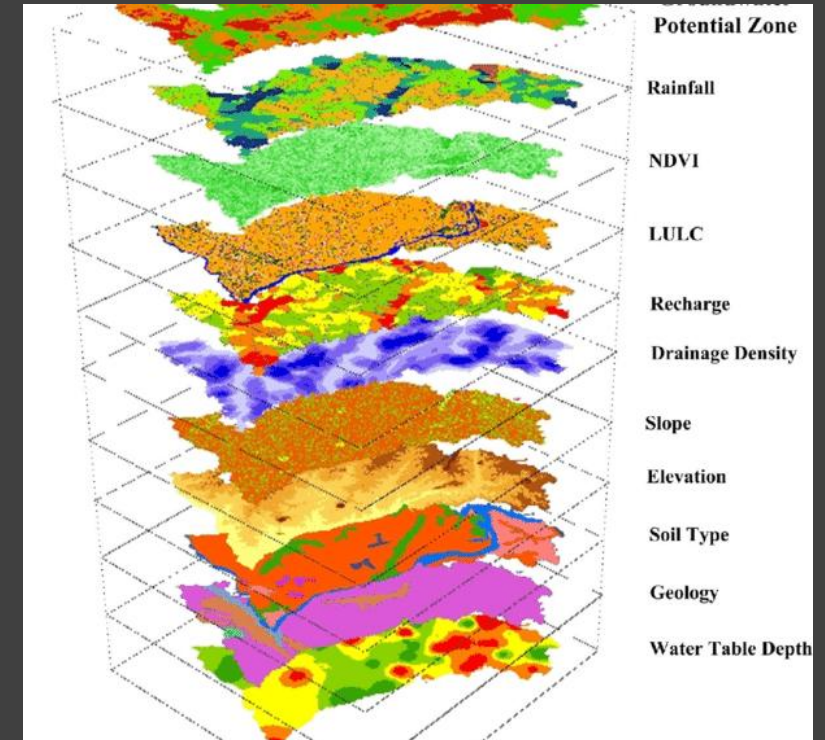 Potential Zone
Rainfall
NDVI
LULC
Recharge
Drainage Density
Slope
Elevation
Soil Type
Geology
Water Table Depth